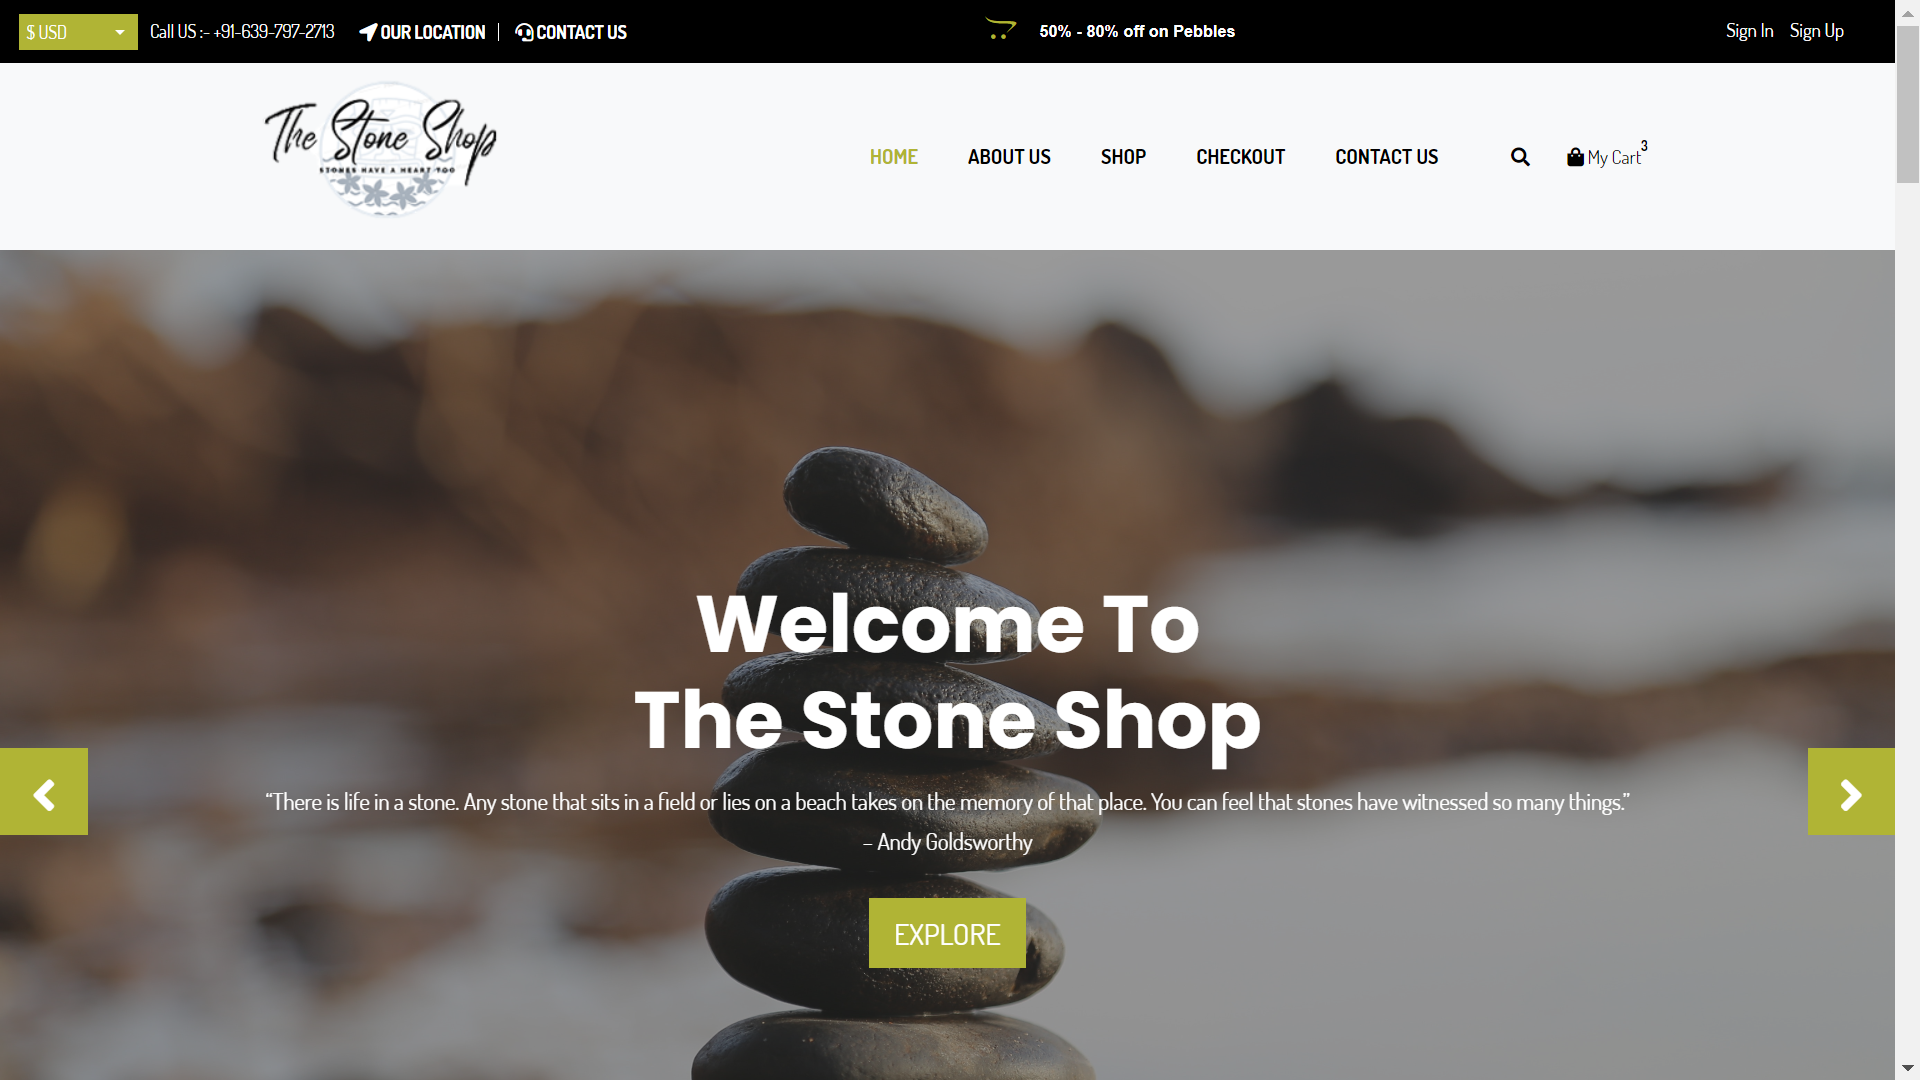 $ USD
Call US :- +91-639-797-2713
OUR LOCATION
CONTACT US
50% - 80% off on Pebbles
Sign In
Sign Up
The Stone Shop
STONES HAVE A HEART TOO
HOME
ABOUT US
SHOP
CHECKOUT
CONTACT US
My Cart 3
Welcome To
The Stone Shop
“There is life in a stone. Any stone that sits in a field or lies on a beach takes on the memory of that place. You can feel that stones have witnessed so many things.”
– Andy Goldsworthy
EXPLORE